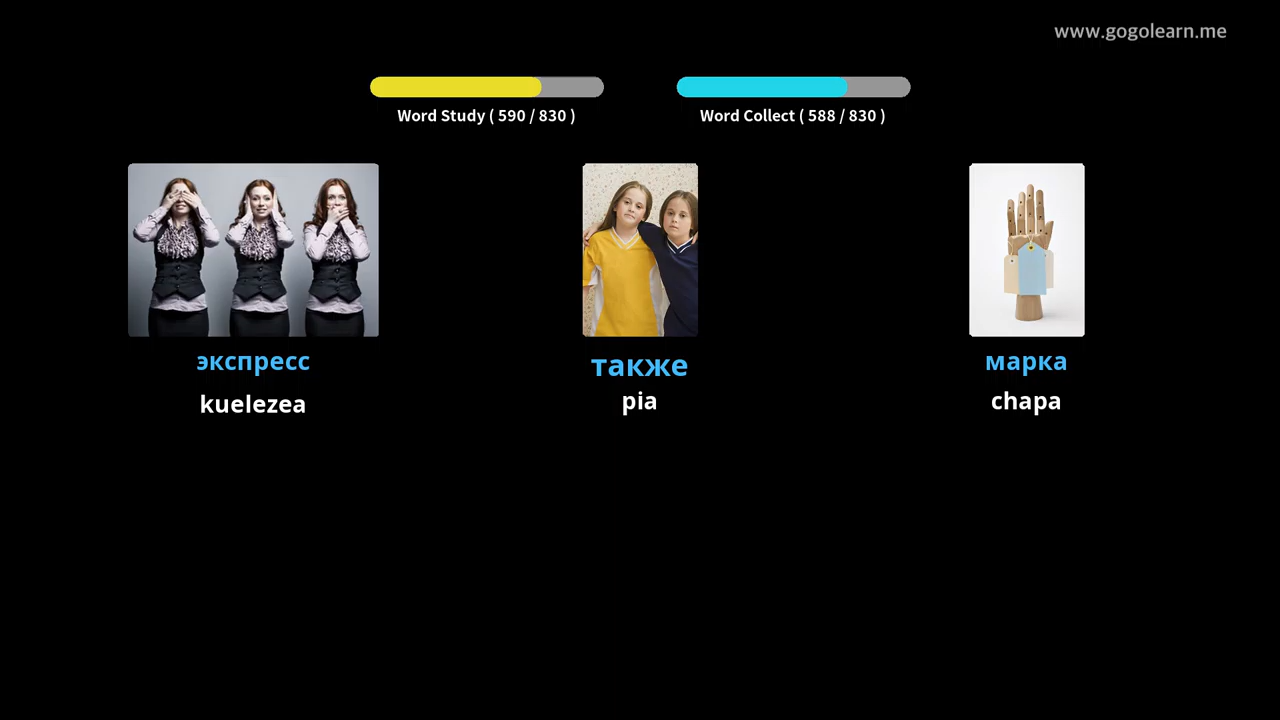 www.gogolearn.me
Word Study ( 590 / 830 )
Word Collect ( 588 / 830 )
экспресс
также
марка
kuelezea
pia
chapa